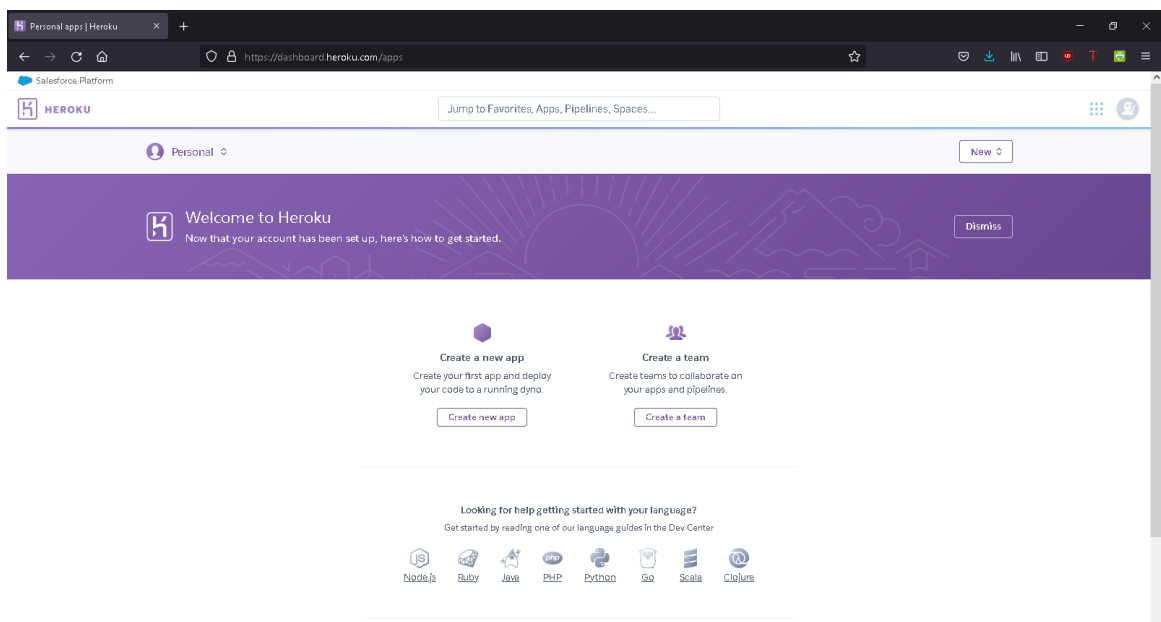 Personal apps | Heroku
https://dashboard.heroku.com/apps
Salesforce Platform
HEROKU
Jump to Favorites, Apps, Pipelines, Spaces...
Personal
New
Welcome to Heroku
Now that your account has been set up, here's how to get started.
Dismiss
Create a new app
Create a team
Create your first app and deploy
your code to a running dyno.
Create teams to collaborate on
your apps and pipelines.
Create new app
Create a team
Looking for help getting started with your language?
Get started by reading one of our language guides in the Dev Center
JS
php
Node.js
Ruby
Java
PHP
Python
Go
Scala
Clojure